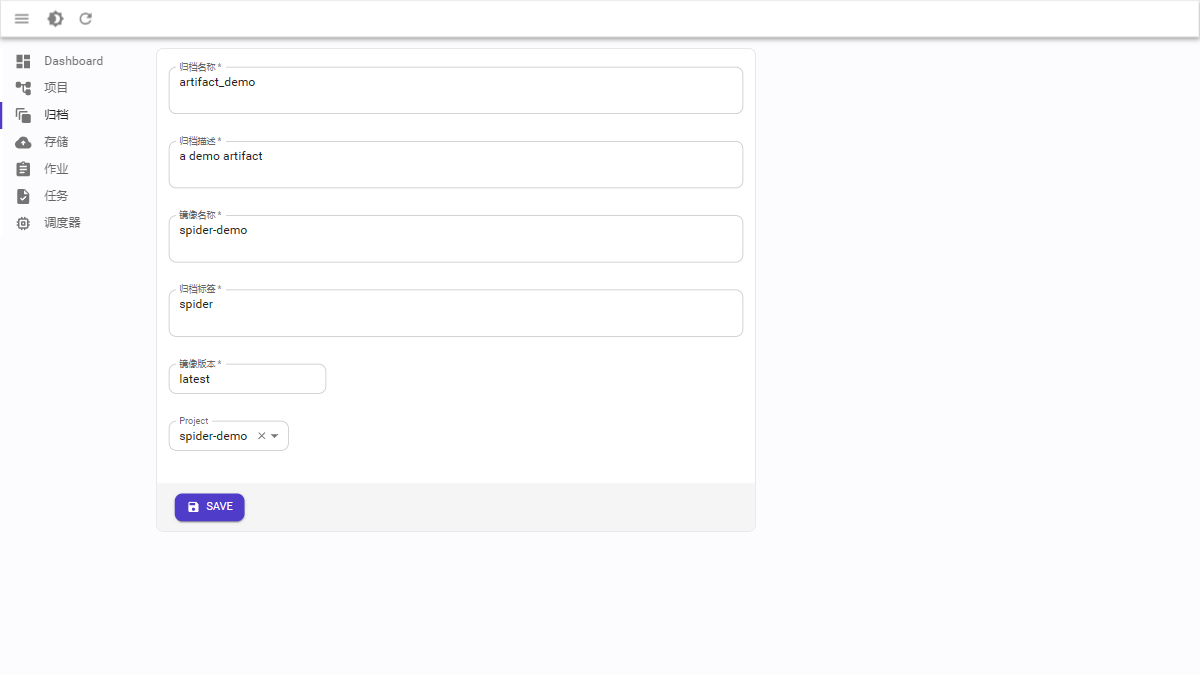 Dashboard
项目
归档
存储
作业
任务
调度器
归档名称 *
artifact_demo
归档描述 *
a demo artifact
镜像名称 *
spider-demo
归档标签 *
spider
镜像版本 *
latest
Project
spider-demo
SAVE